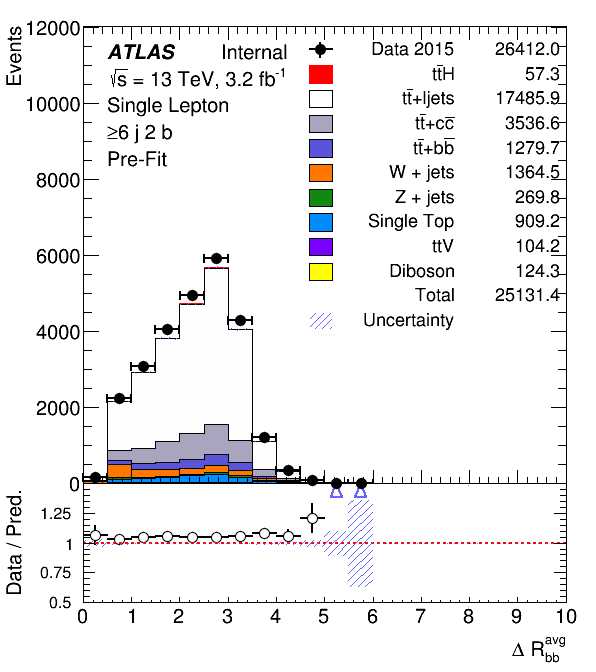 Events
12000
10000
8000
6000
4000
2000
0
ATLAS Internal
√s = 13 TeV, 3.2 fb⁻¹
Single Lepton
≥6 j 2 b
Pre-Fit
Data 2015 26412.0
tt̄H 57.3
tt̄+ljets 17485.9
tt̄+cc̄ 3536.6
tt̄+bb̄ 1279.7
W + jets 1364.5
Z + jets 269.8
Single Top 909.2
ttV 104.2
Diboson 124.3
Total 25131.4
Uncertainty
Data / Pred.
1.25
1
0.75
0.5
0 1 2 3 4 5 6 7 8 9 10
Δ R_bb^avg